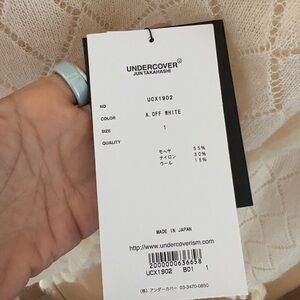 UNDERCOVER
JUN TAKAHASHI
NO UCX1902
COLOR A.OFF WHITE
SIZE 1
QUALITY
モヘヤ 55%
ナイロン 30%
ウール 15%
MADE IN JAPAN
http://www.undercoverism.com
2000000636658
UCX1902 B01 1
(株) アンダーカバー 03-3470-0850